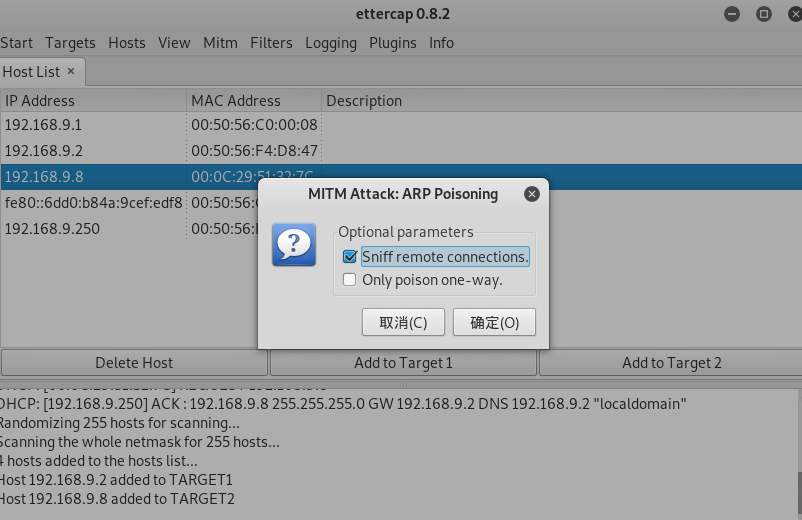 ettercap 0.8.2
Start Targets Hosts View Mitm Filters Logging Plugins Info
Host List ×
IP Address MAC Address Description
192.168.9.1 00:50:56:C0:00:08
192.168.9.2 00:50:56:F4:D8:47
192.168.9.8 00:0C:29:51:32:7C
fe80::6dd0:b84a:9cef:edf8 00:50:56:
192.168.9.250 00:50:56:
MITM Attack: ARP Poisoning
Optional parameters
Sniff remote connections.
Only poison one-way.
取消(C) 确定(O)
Delete Host Add to Target 1 Add to Target 2
DHCP: [192.168.9.250] ACK : 192.168.9.8 255.255.255.0 GW 192.168.9.2 DNS 192.168.9.2 "localdomain"
Randomizing 255 hosts for scanning...
Scanning the whole netmask for 255 hosts...
4 hosts added to the hosts list...
Host 192.168.9.2 added to TARGET1
Host 192.168.9.8 added to TARGET2